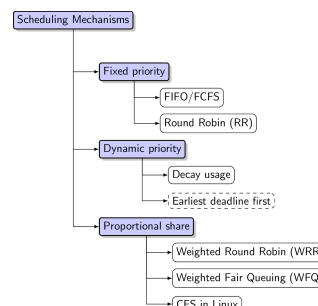 Scheduling Mechanisms
Fixed priority
FIFO/FCFS
Round Robin (RR)
Dynamic priority
Decay usage
Earliest deadline first
Proportional share
Weighted Round Robin (WRR
Weighted Fair Queuing (WFQ
CFS in Linux